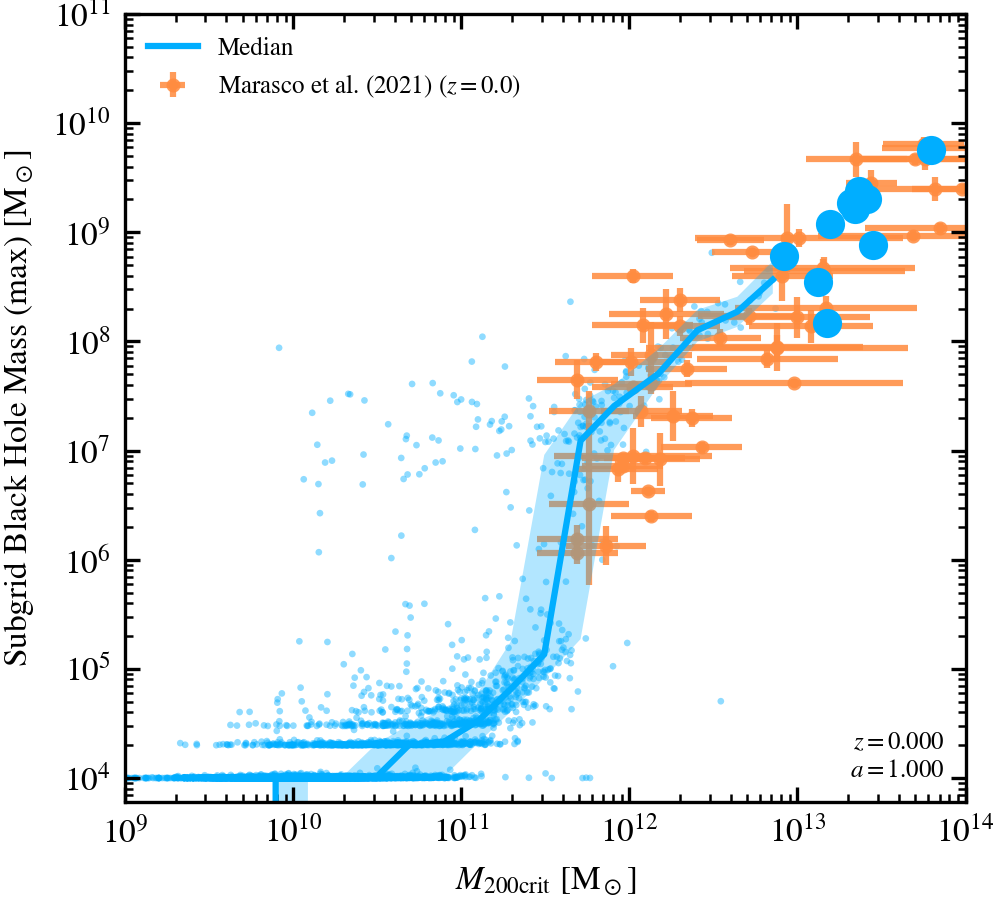 10¹¹
Median
Marasco et al. (2021) (z = 0.0)
10¹⁰
10⁹
10⁸
10⁷
10⁶
10⁵
10⁴
Subgrid Black Hole Mass (max) [M⊙]
z = 0.000
a = 1.000
10⁹ 10¹⁰ 10¹¹ 10¹² 10¹³ 10¹⁴
M₂₀₀crit [M⊙]